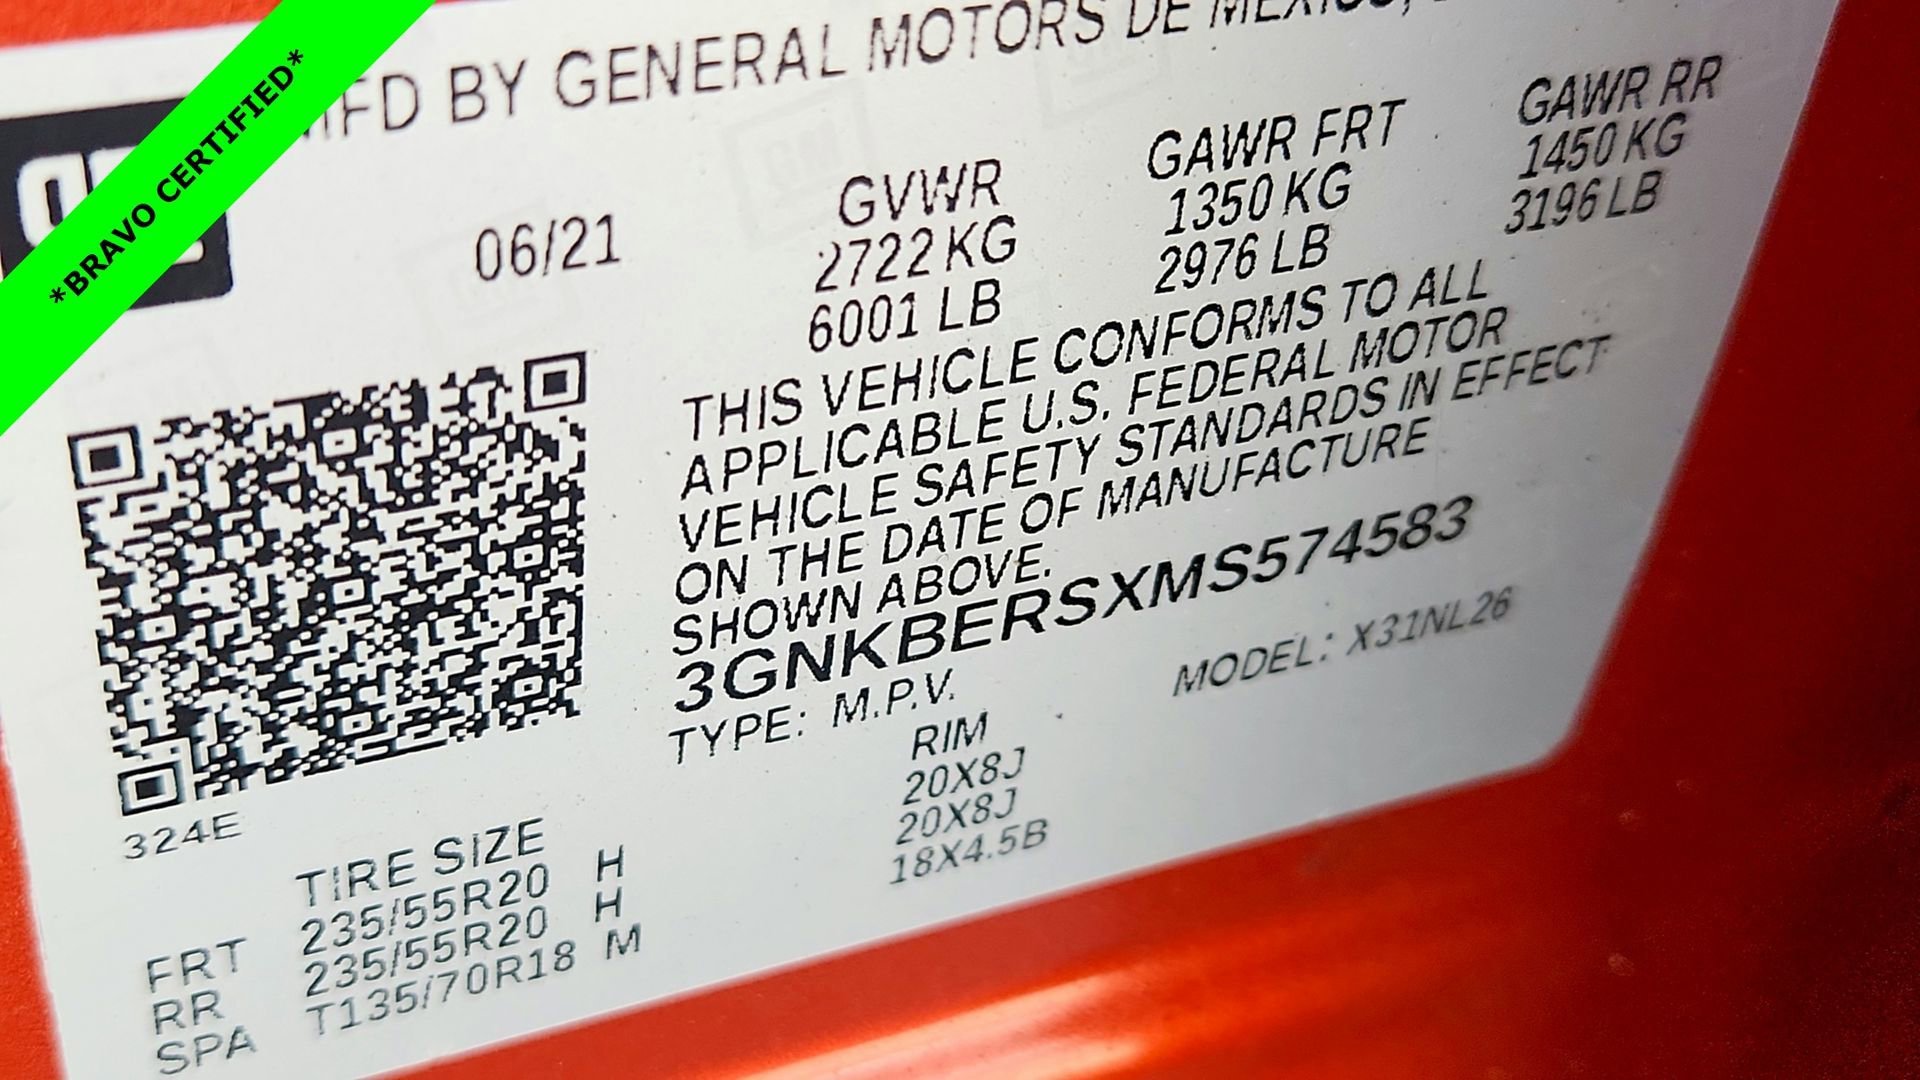 *BRAVO CERTIFIED*
MFD BY GENERAL MOTORS DE MEXICO,
06/21
GVWR
2722 KG
6001 LB
GAWR FRT
1350 KG
2976 LB
GAWR RR
1450 KG
3196 LB
THIS VEHICLE CONFORMS TO ALL
APPLICABLE U.S. FEDERAL MOTOR
VEHICLE SAFETY STANDARDS IN EFFECT
ON THE DATE OF MANUFACTURE
SHOWN ABOVE.
3GNKBERSXMS574583
TYPE: M.P.V. MODEL: X31NL26
324E
TIRE SIZE RIM
FRT 235/55R20 H 20X8J
RR 235/55R20 H 20X8J
SPA T135/70R18 M 18X4.5B